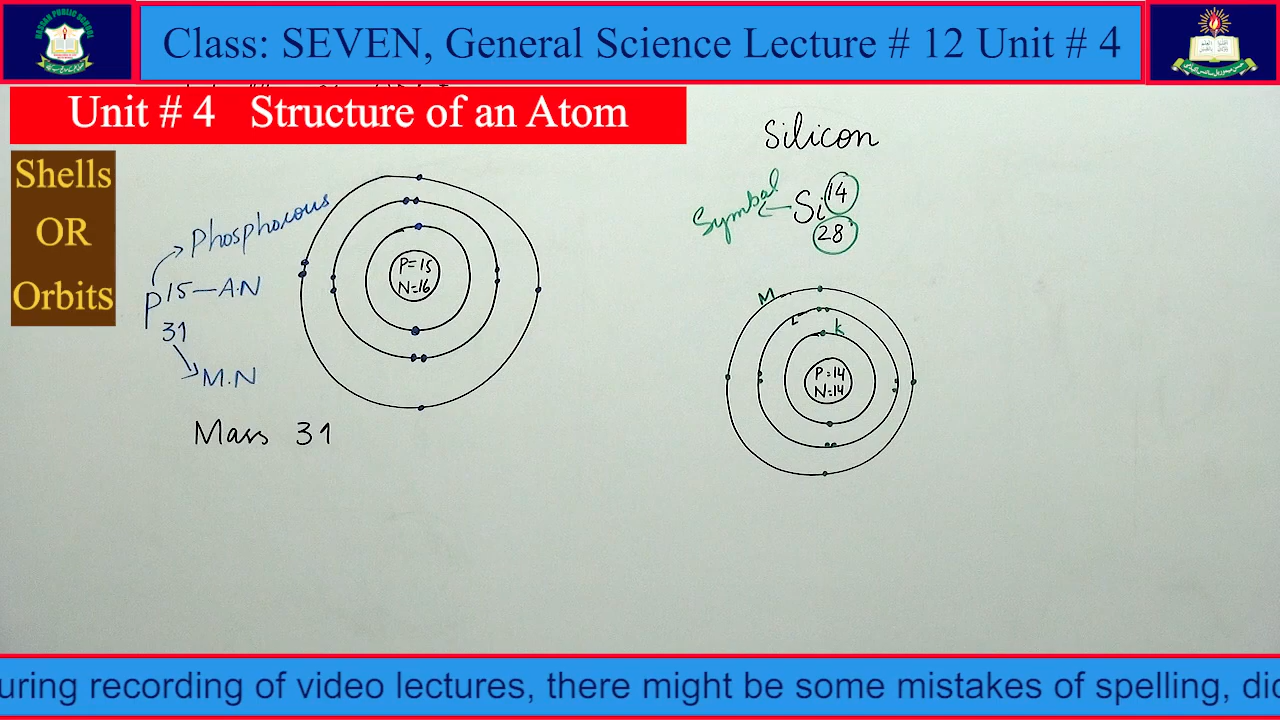 Class: SEVEN, General Science Lecture # 12 Unit # 4
Unit # 4 Structure of an Atom
Shells
OR
Orbits
Phosphorous
P 15 — A.N
31
M.N
Mass 31
P=15
N=16
Silicon
Symbal
Si 14
28
M
L
K
P=14
N=14
uring recording of video lectures, there might be some mistakes of spelling, dic